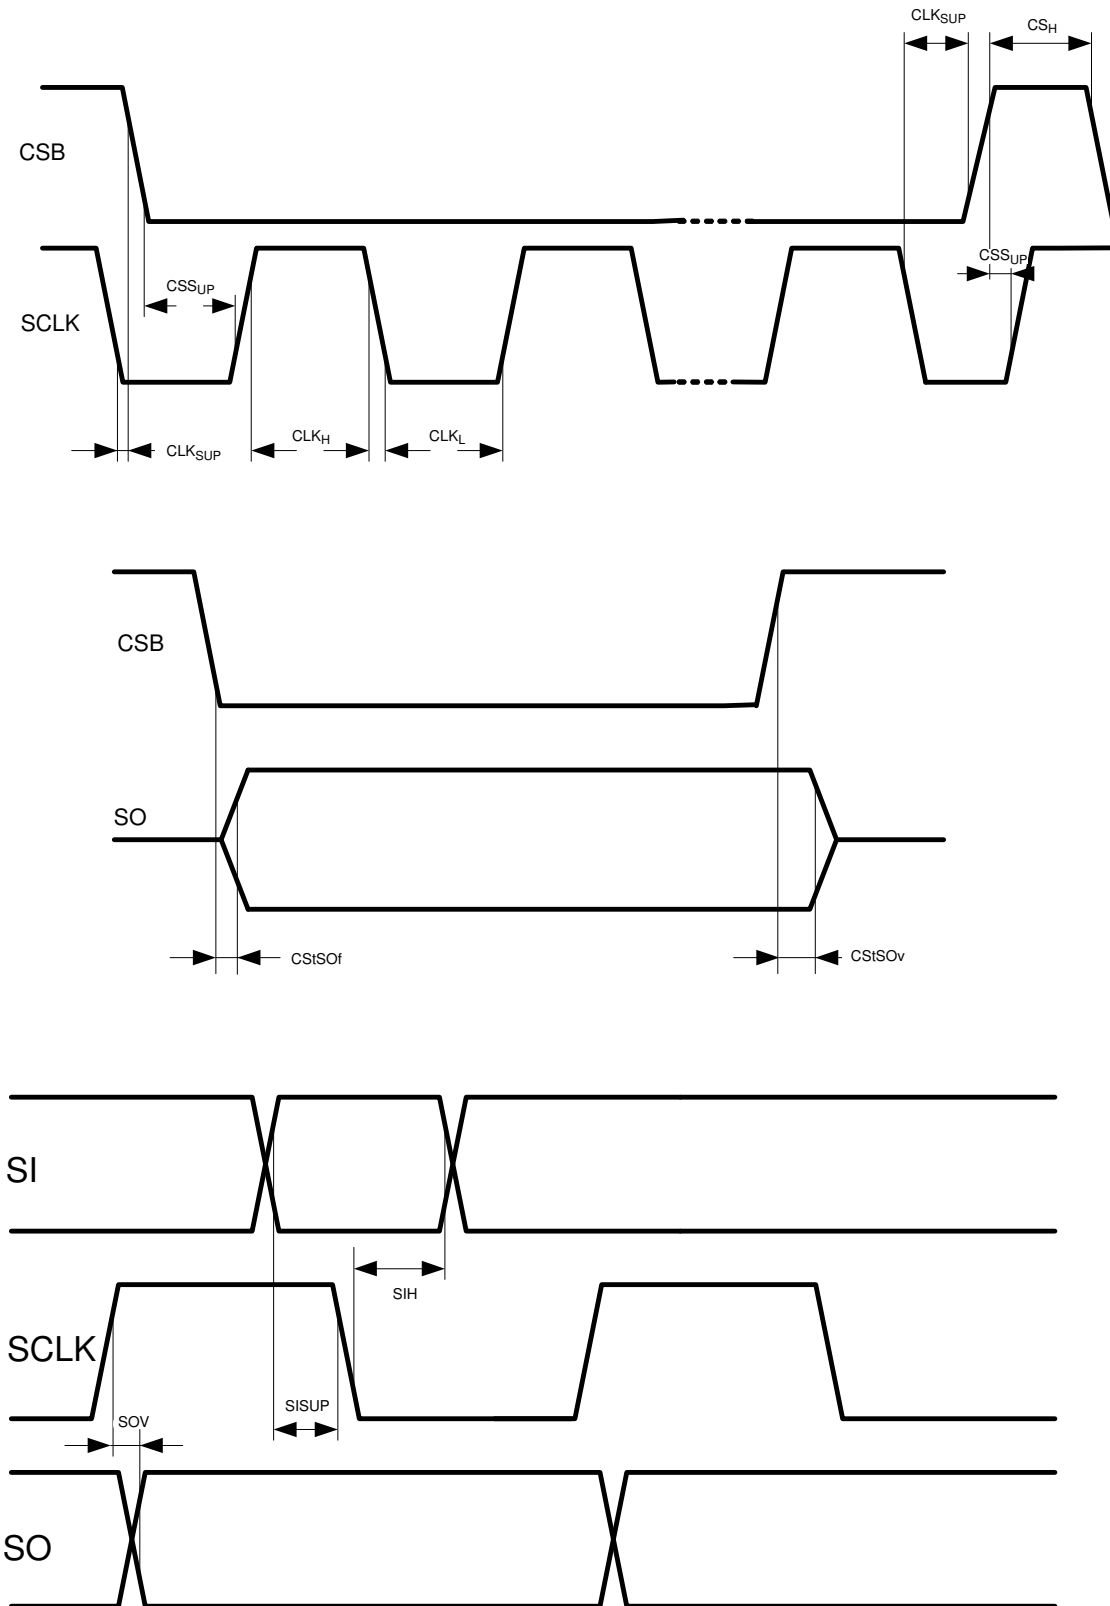 CLKSUP
CSH
CSB
CSSUP
CSSUP
SCLK
CLKSUP
CLKH
CLKL
CSB
SO
CStSOf
CStSOv
SI
SIH
SCLK
SISUP
SOV
SO